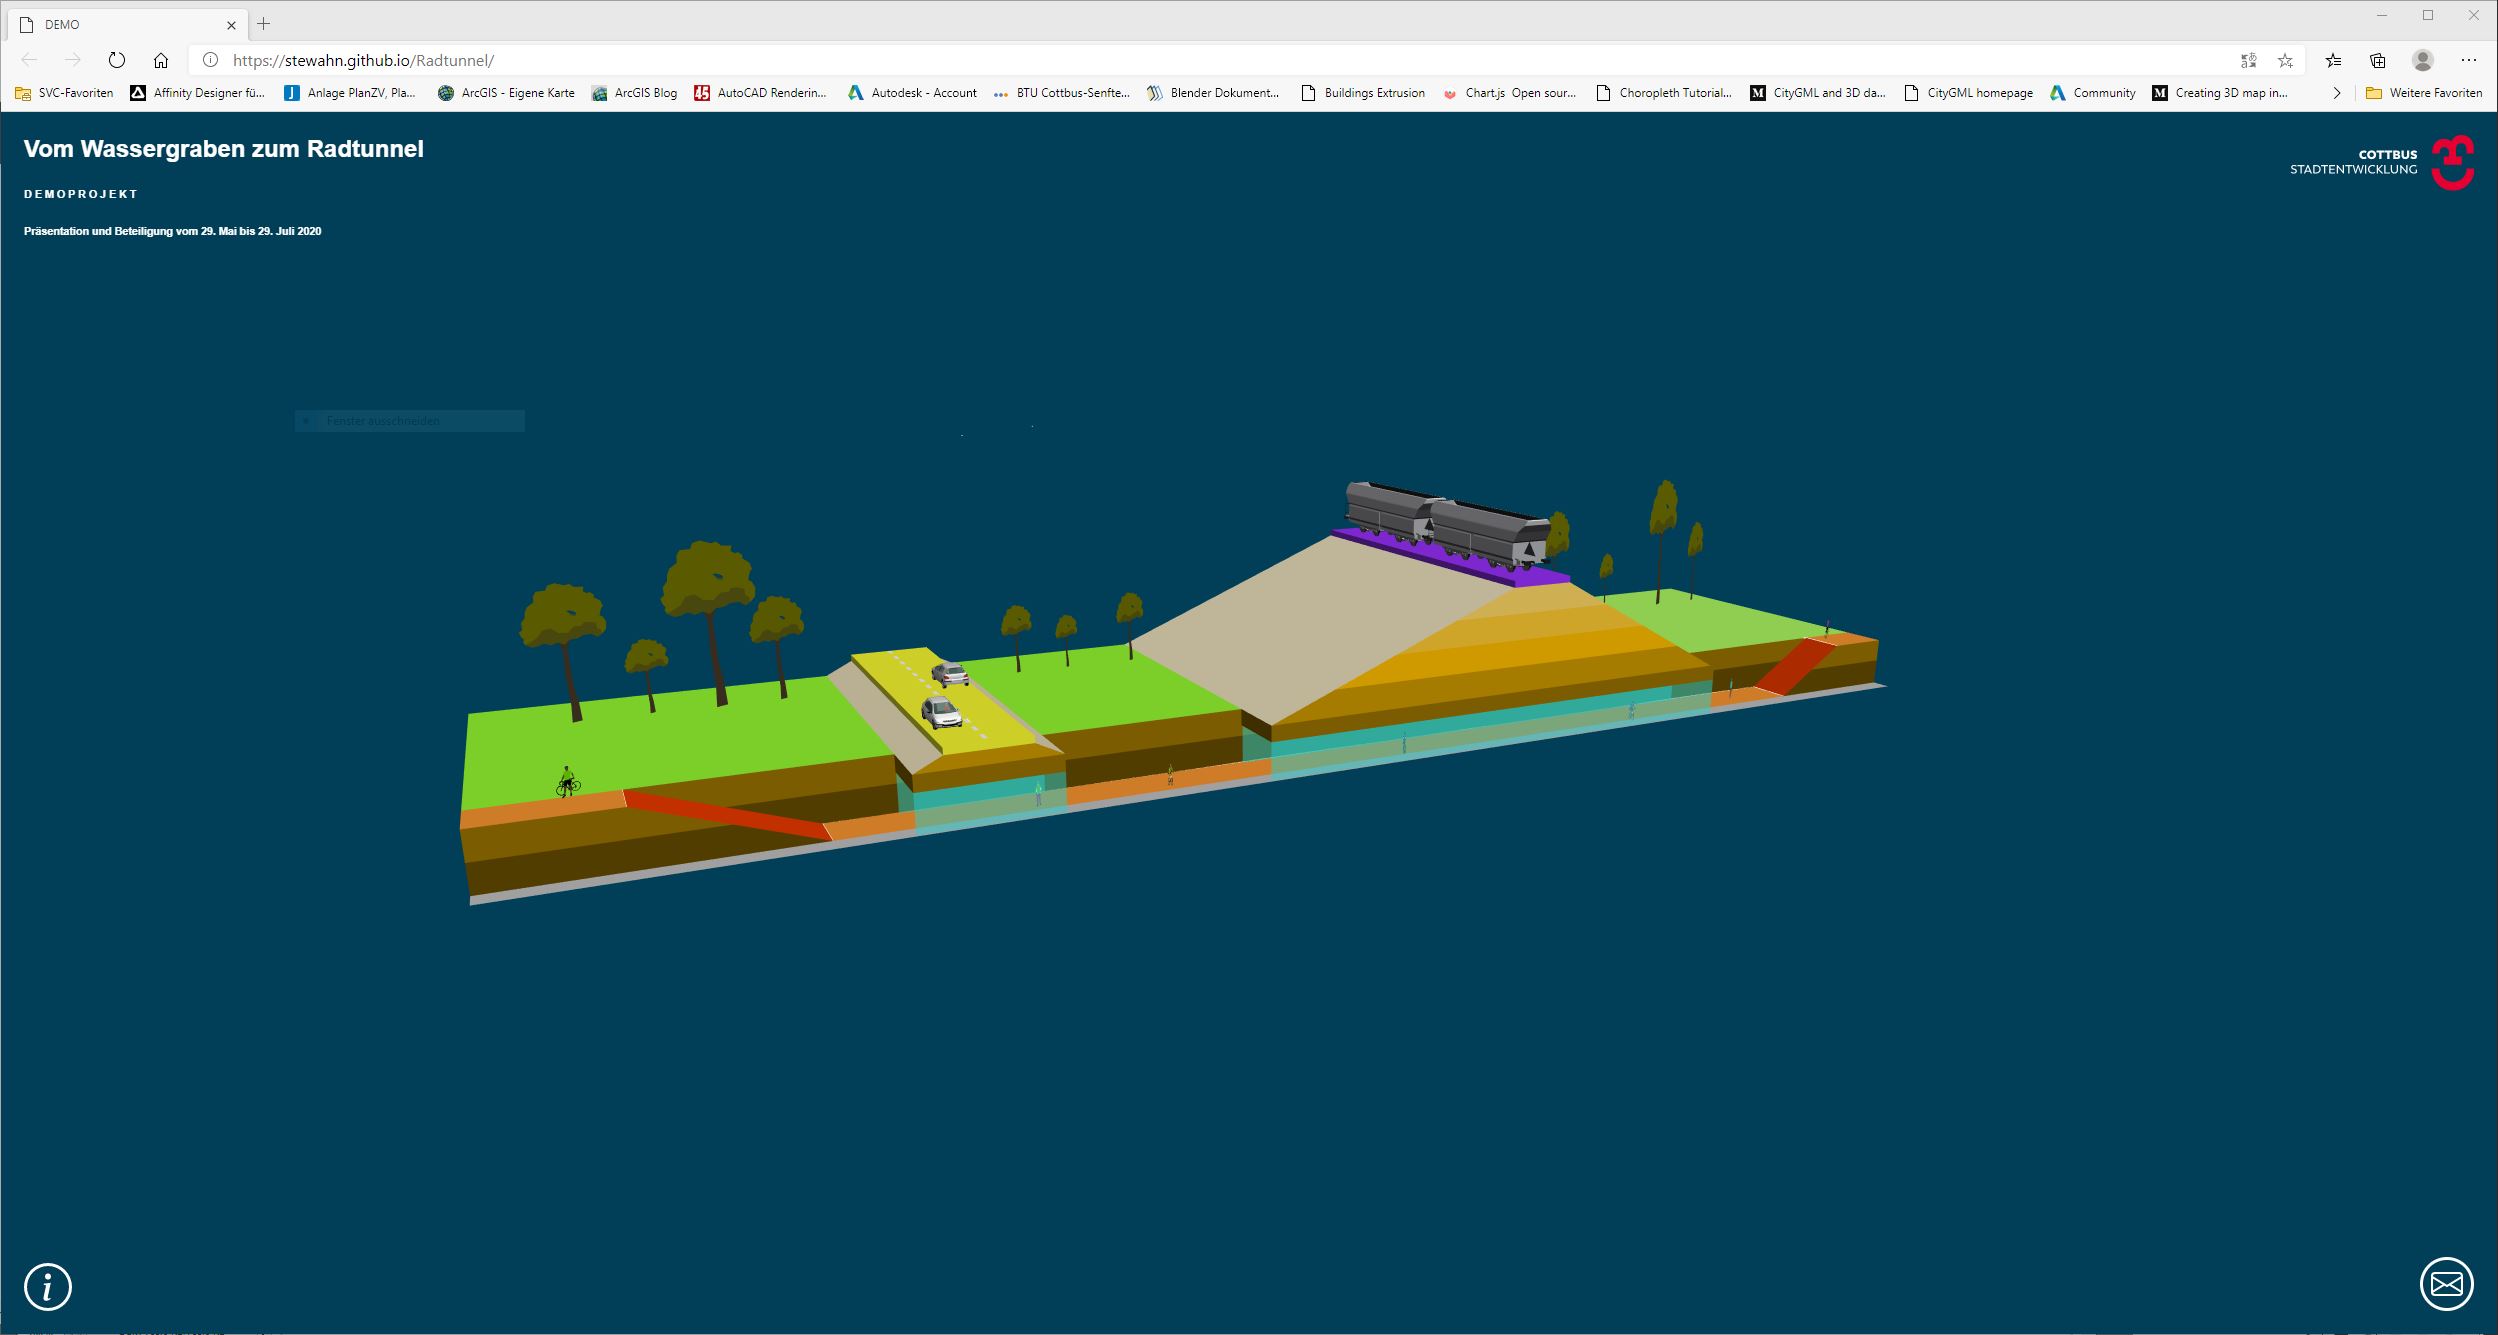 DEMO
https://stewahn.github.io/Radtunnel/
SVC-Favoriten
Affinity Designer fü...
Anlage PlanZV, Pla...
ArcGIS - Eigene Karte
ArcGIS Blog
AutoCAD Renderin...
Autodesk - Account
BTU Cottbus-Senfte...
Blender Dokument...
Buildings Extrusion
Chart.js Open sour...
Choropleth Tutorial...
CityGML and 3D da...
CityGML homepage
Community
Creating 3D map in...
Weitere Favoriten
Vom Wassergraben zum Radtunnel
DEMOPROJEKT
Präsentation und Beteiligung vom 29. Mai bis 29. Juli 2020
COTTBUS
STADTENTWICKLUNG
Fenster ausschneiden